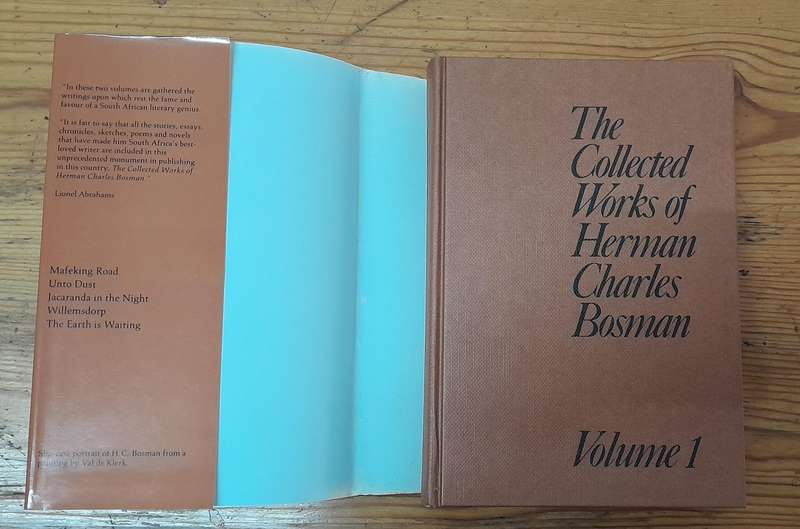 "In these two volumes are gathered the
writings upon which rest the fame and
favour of a South African literary genius.
"It is fair to say that all the stories, essays,
chronicles, sketches, poems and novels
that have made him South Africa's best-
loved writer are included in this
unprecedented monument in publishing
in this country, The Collected Works of
Herman Charles Bosman."
Lionel Abrahams
Mafeking Road
Unto Dust
Jacaranda in the Night
Willemsdorp
The Earth is Waiting
Slip-case portrait of H.C. Bosman from a
painting by Val de Klerk.
The
Collected
Works of
Herman
Charles
Bosman
Volume 1